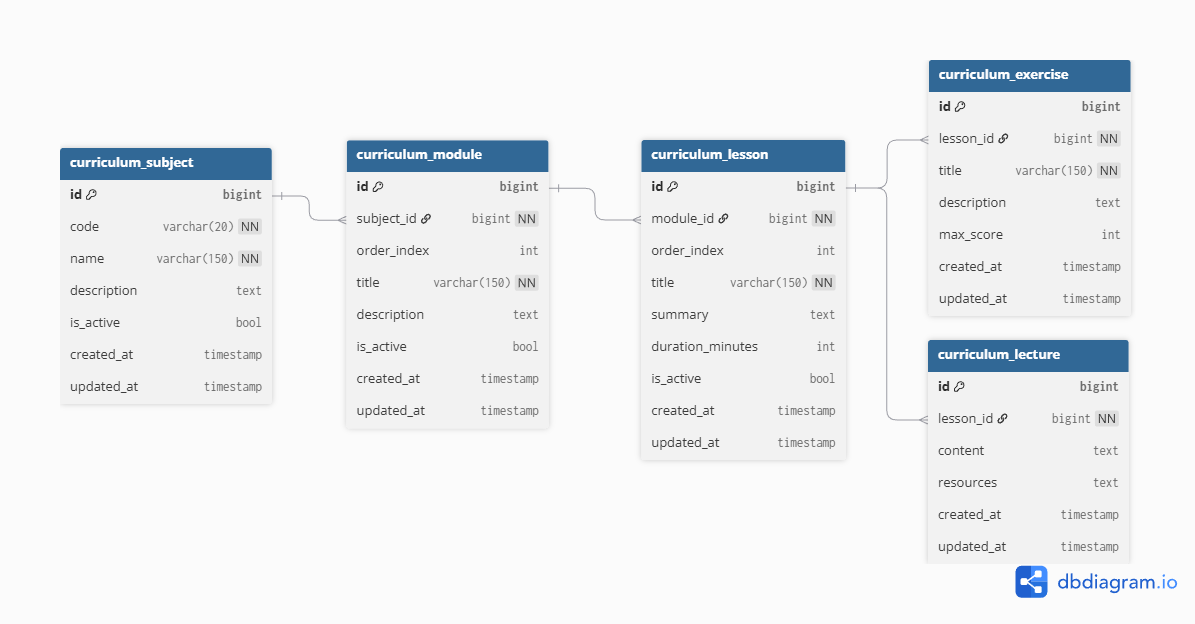 curriculum_subject
id bigint
code varchar(20) NN
name varchar(150) NN
description text
is_active bool
created_at timestamp
updated_at timestamp
curriculum_module
id bigint
subject_id bigint NN
order_index int
title varchar(150) NN
description text
is_active bool
created_at timestamp
updated_at timestamp
curriculum_lesson
id bigint
module_id bigint NN
order_index int
title varchar(150) NN
summary text
duration_minutes int
is_active bool
created_at timestamp
updated_at timestamp
curriculum_exercise
id bigint
lesson_id bigint NN
title varchar(150) NN
description text
max_score int
created_at timestamp
updated_at timestamp
curriculum_lecture
id bigint
lesson_id bigint NN
content text
resources text
created_at timestamp
updated_at timestamp
dbdiagram.io